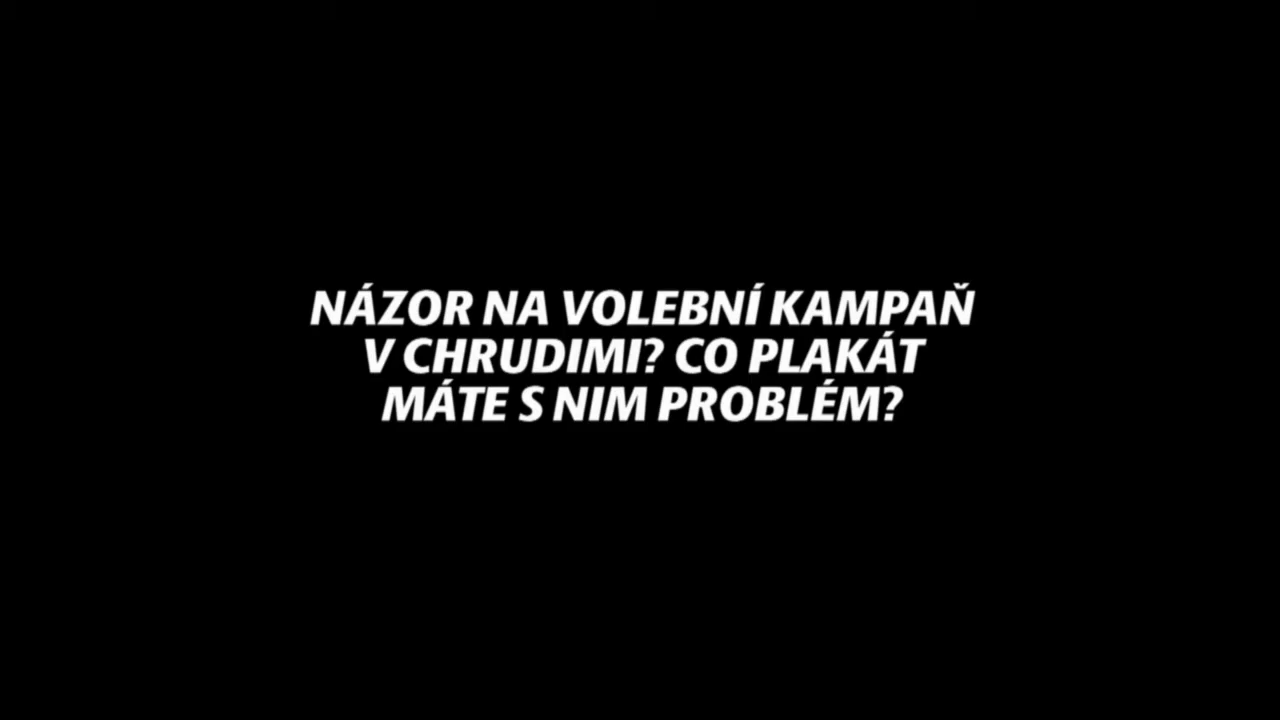 NÁZOR NA VOLEBNÍ KAMPAŇ
V CHRUDIMI? CO PLAKÁT
MÁTE S NIM PROBLÉM?